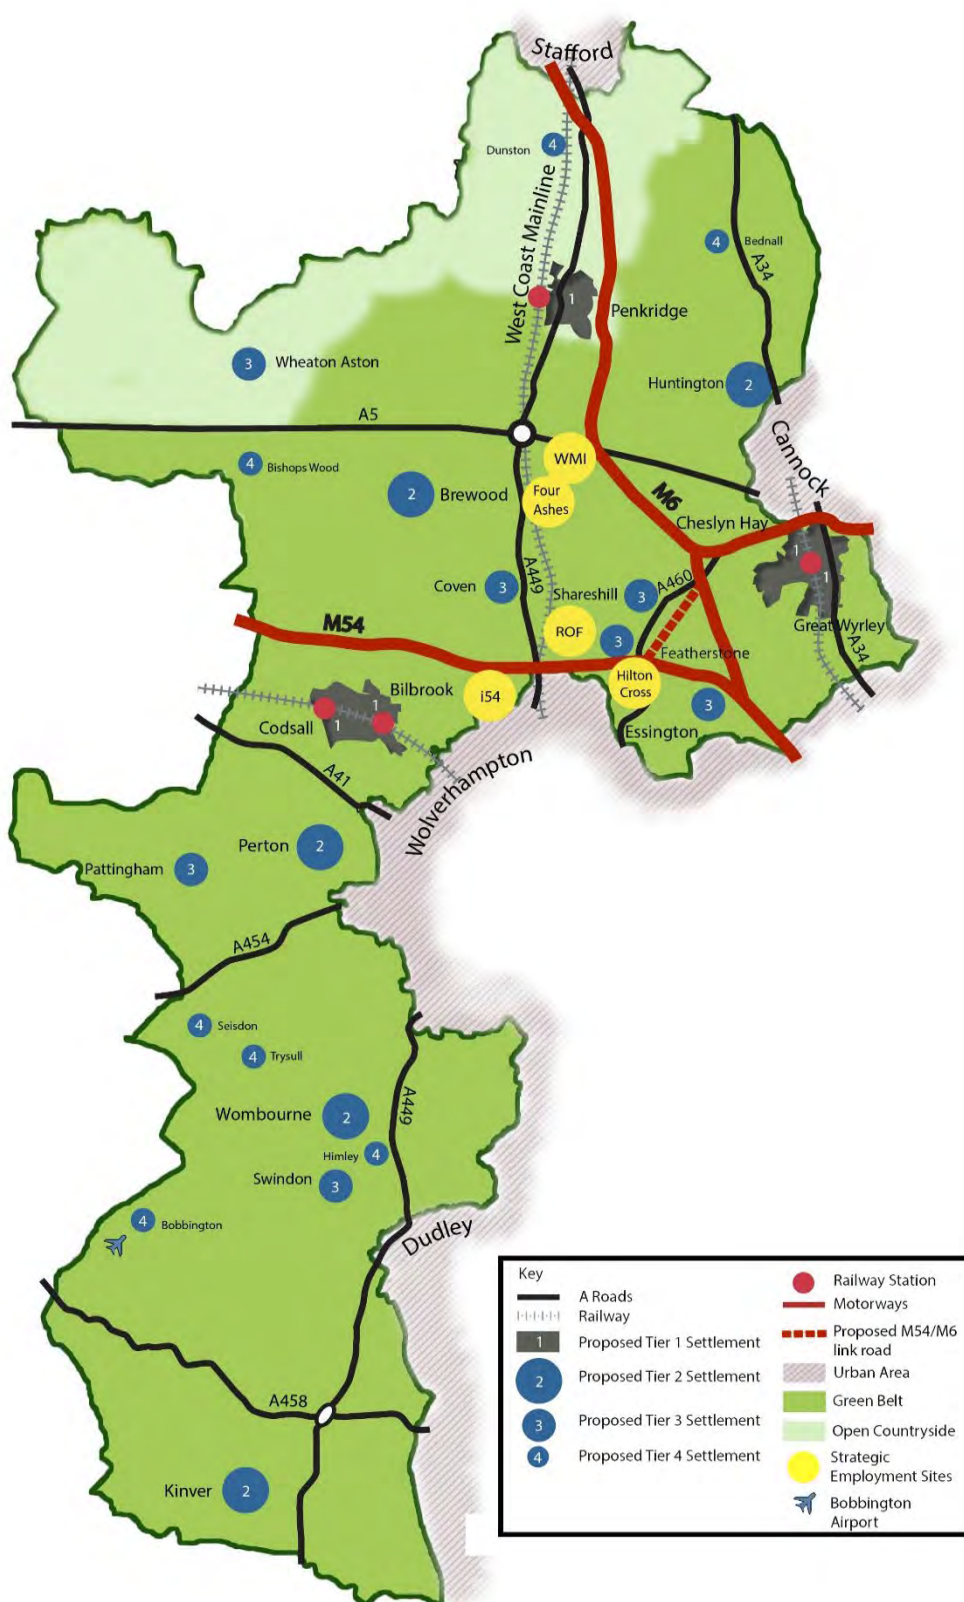 Stafford
4
Dunston
West Coast Mainline
4
Bednall
A34
1
Penkridge
3
Wheaton Aston
Huntington
2
A5
Cannock
4
Bishops Wood
WMI
2
Brewood
Four
Ashes
M6
Cheslyn Hay
1
1
Coven
3
A449
Shareshill
3
A460
Great Wyrley
A34
M54
ROF
3
Featherstone
Hilton
Cross
i54
3
Essington
Bilbrook
1
Codsall
1
A41
Wolverhampton
Perton
2
Pattingham
3
A454
4
Seisdon
4
Trysull
Wombourne
2
A449
Himley
4
Swindon
3
4
Bobbington
Dudley
A458
Kinver
2
Key
A Roads
Railway
1
Proposed Tier 1 Settlement
2
Proposed Tier 2 Settlement
3
Proposed Tier 3 Settlement
4
Proposed Tier 4 Settlement
Railway Station
Motorways
Proposed M54/M6
link road
Urban Area
Green Belt
Open Countryside
Strategic
Employment Sites
Bobbington
Airport